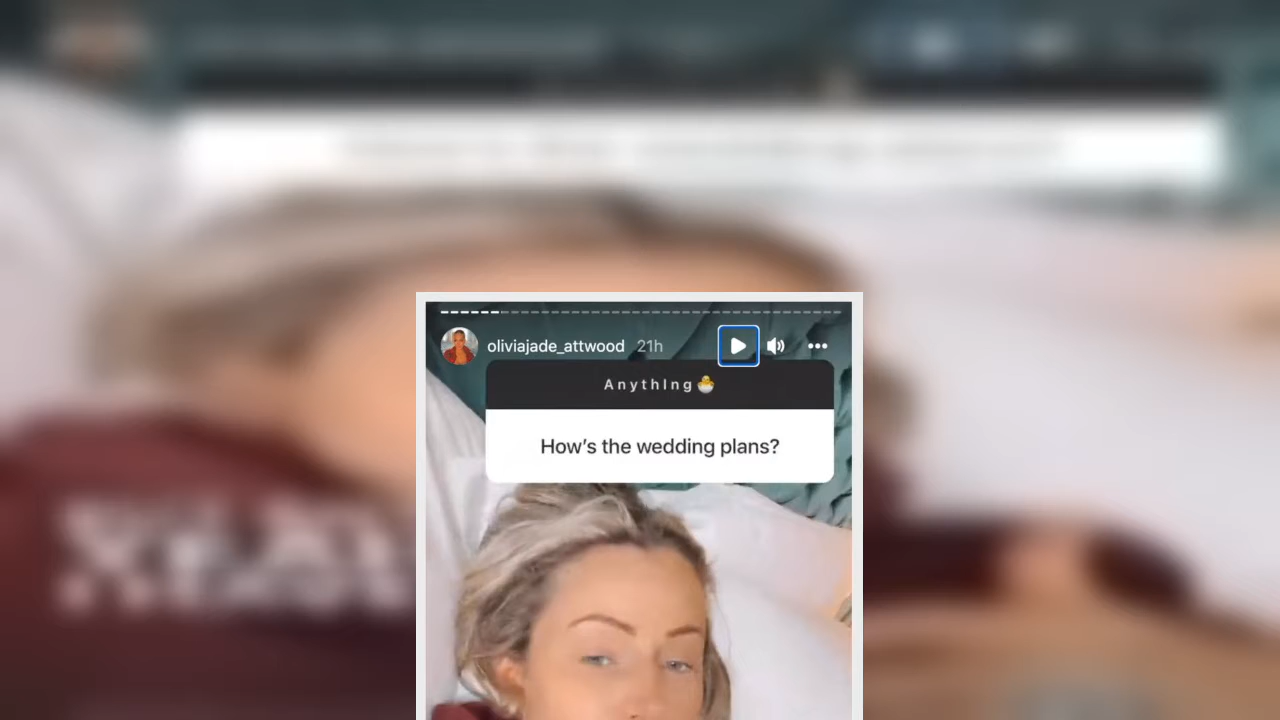 oliviajade_attwood 21h
AnythIng🐣
How's the wedding plans?